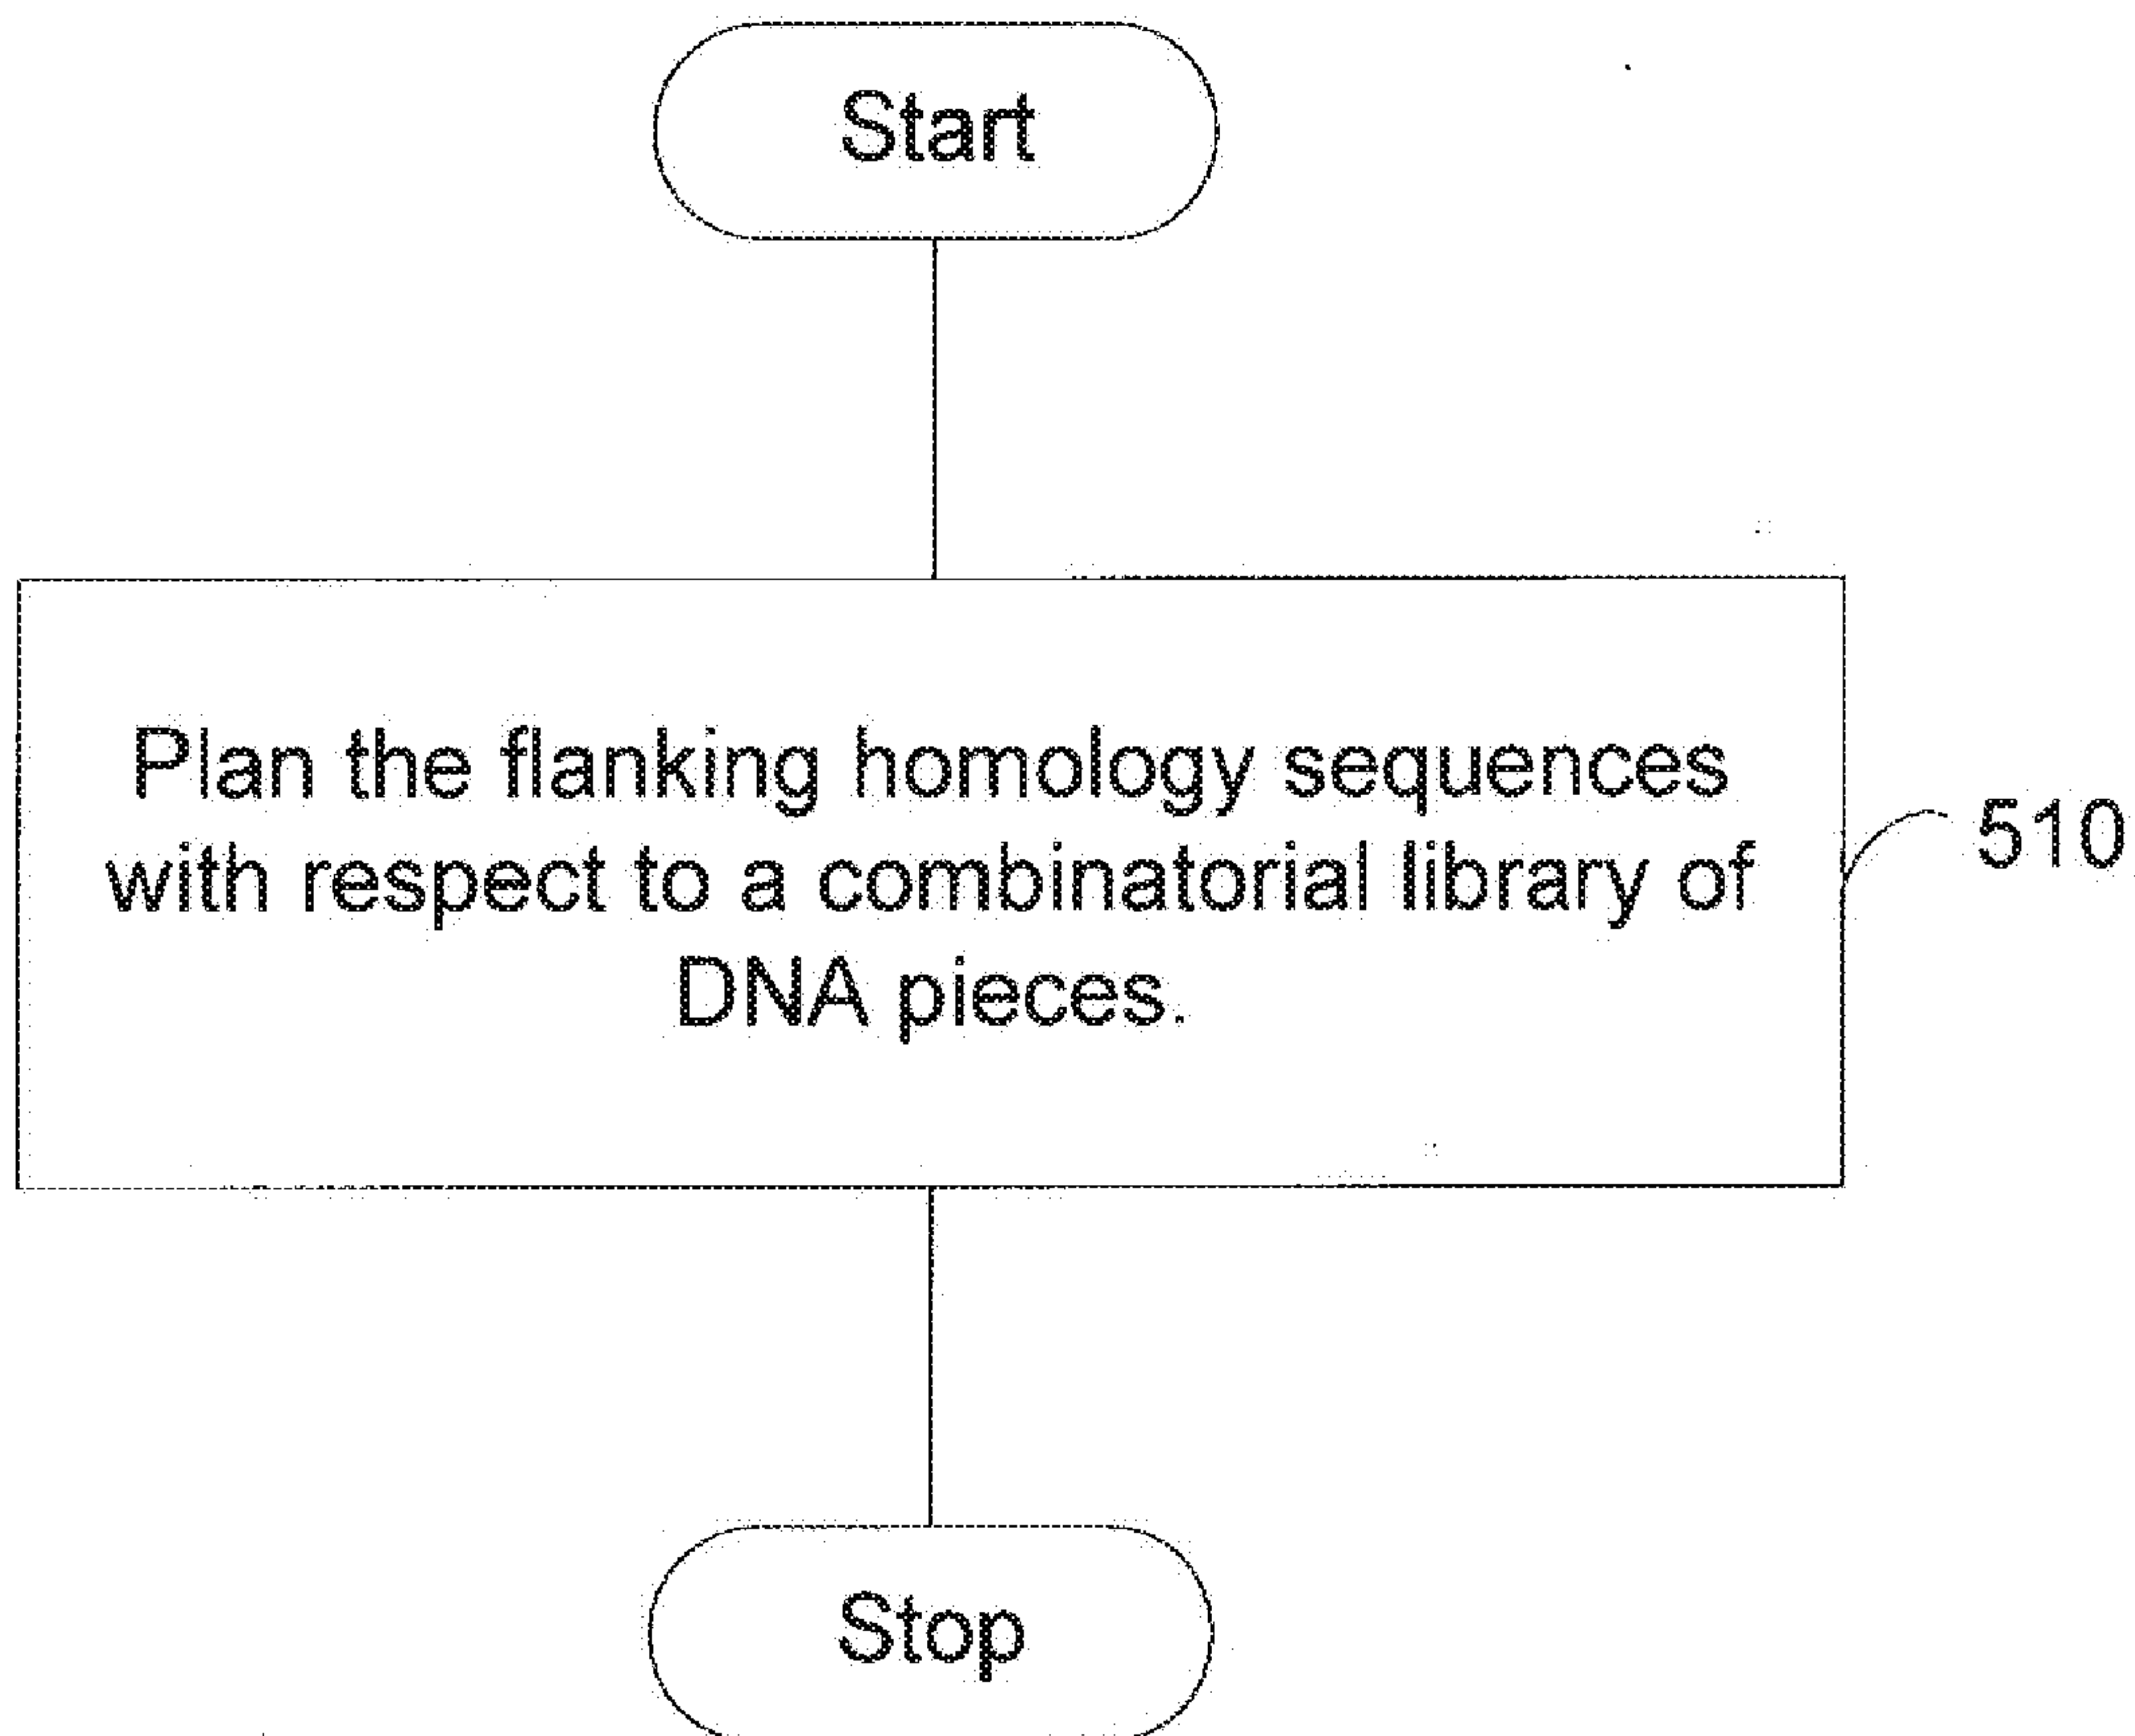 Start
Plan the flanking homology sequences
with respect to a combinatorial library of
DNA pieces.
510
Stop